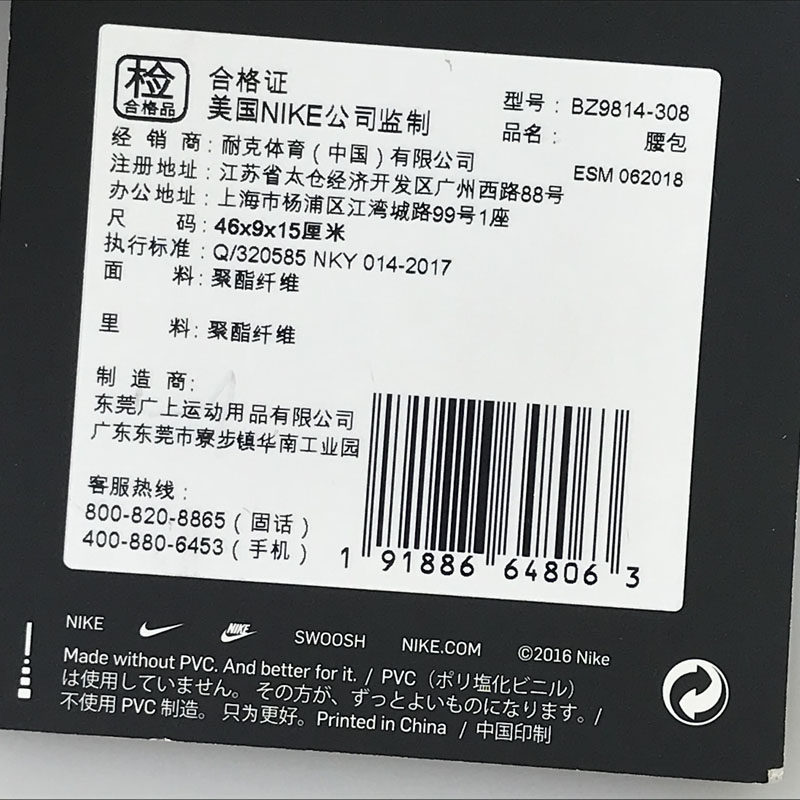 检
合格品
合格证
美国NIKE公司监制
型号： BZ9814-308
品名： 腰包
ESM 062018
经 销 商：耐克体育（中国）有限公司
注册地址：江苏省太仓经济开发区广州西路88号
办公地址：上海市杨浦区江湾城路99号1座
尺 码：46x9x15厘米
执行标准：Q/320585 NKY 014-2017
面 料：聚酯纤维
里 料：聚酯纤维
制 造 商：
东莞广上运动用品有限公司
广东东莞市寮步镇华南工业园
客服热线：
800-820-8865（固话）
400-880-6453（手机）
1 91886 64806 3
NIKE NIKE SWOOSH NIKE.COM ©2016 Nike
Made without PVC. And better for it. / PVC（ポリ塩化ビニル）
は使用していません。 その方が、ずっとよいものになります。/
不使用 PVC 制造。 只为更好。Printed in China / 中国印制